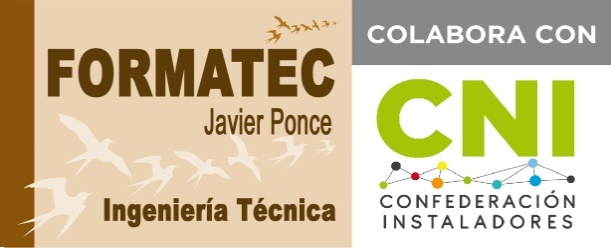 FORMATEC
Javier Ponce
Ingeniería Técnica
COLABORA CON
CNI
CONFEDERACIÓN
INSTALADORES